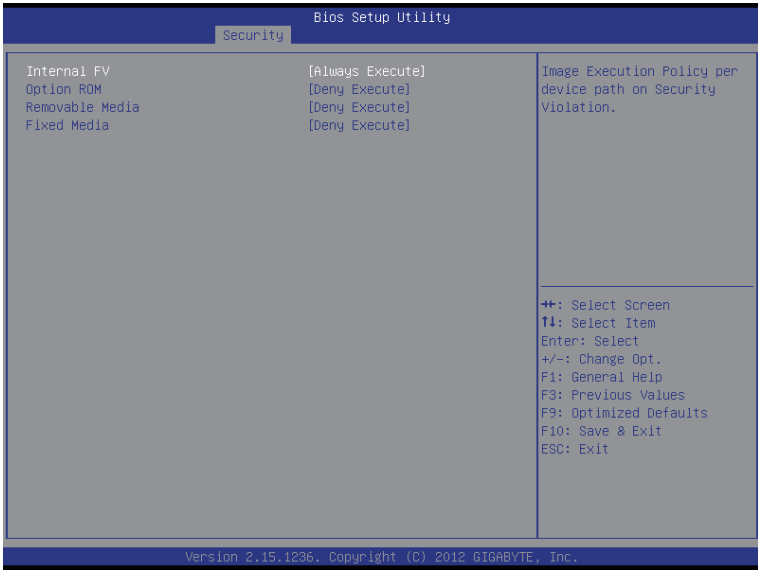 Bios Setup Utility
Security
Internal FV [Always Execute]
Option ROM [Deny Execute]
Removable Media [Deny Execute]
Fixed Media [Deny Execute]
Image Execution Policy per
device path on Security
Violation.
→←: Select Screen
↑↓: Select Item
Enter: Select
+/-: Change Opt.
F1: General Help
F3: Previous Values
F9: Optimized Defaults
F10: Save & Exit
ESC: Exit
Version 2.15.1236. Copyright (C) 2012 GIGABYTE, Inc.